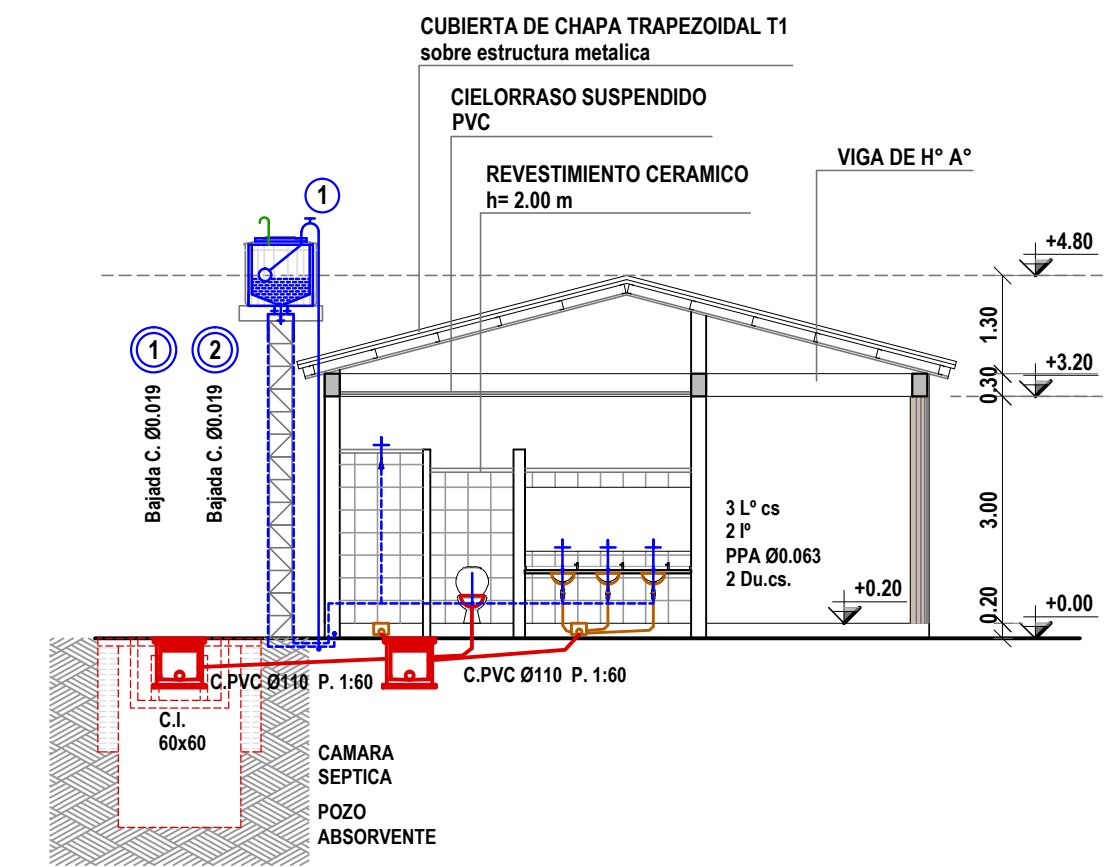 CUBIERTA DE CHAPA TRAPEZOIDAL T1
sobre estructura metalica
CIELORRASO SUSPENDIDO
PVC
REVESTIMIENTO CERAMICO
h= 2.00 m
VIGA DE H° A°
1
+4.80
1.30
+3.20
0.30
1
2
Bajada C. Ø0.019
Bajada C. Ø0.019
3.00
3 Lº cs
2 Iº
PPA Ø0.063
2 Du.cs.
+0.20
0.20
+0.00
C.PVC Ø110 P. 1:60
C.PVC Ø110 P. 1:60
C.I.
60x60
CAMARA
SEPTICA
POZO
ABSORVENTE